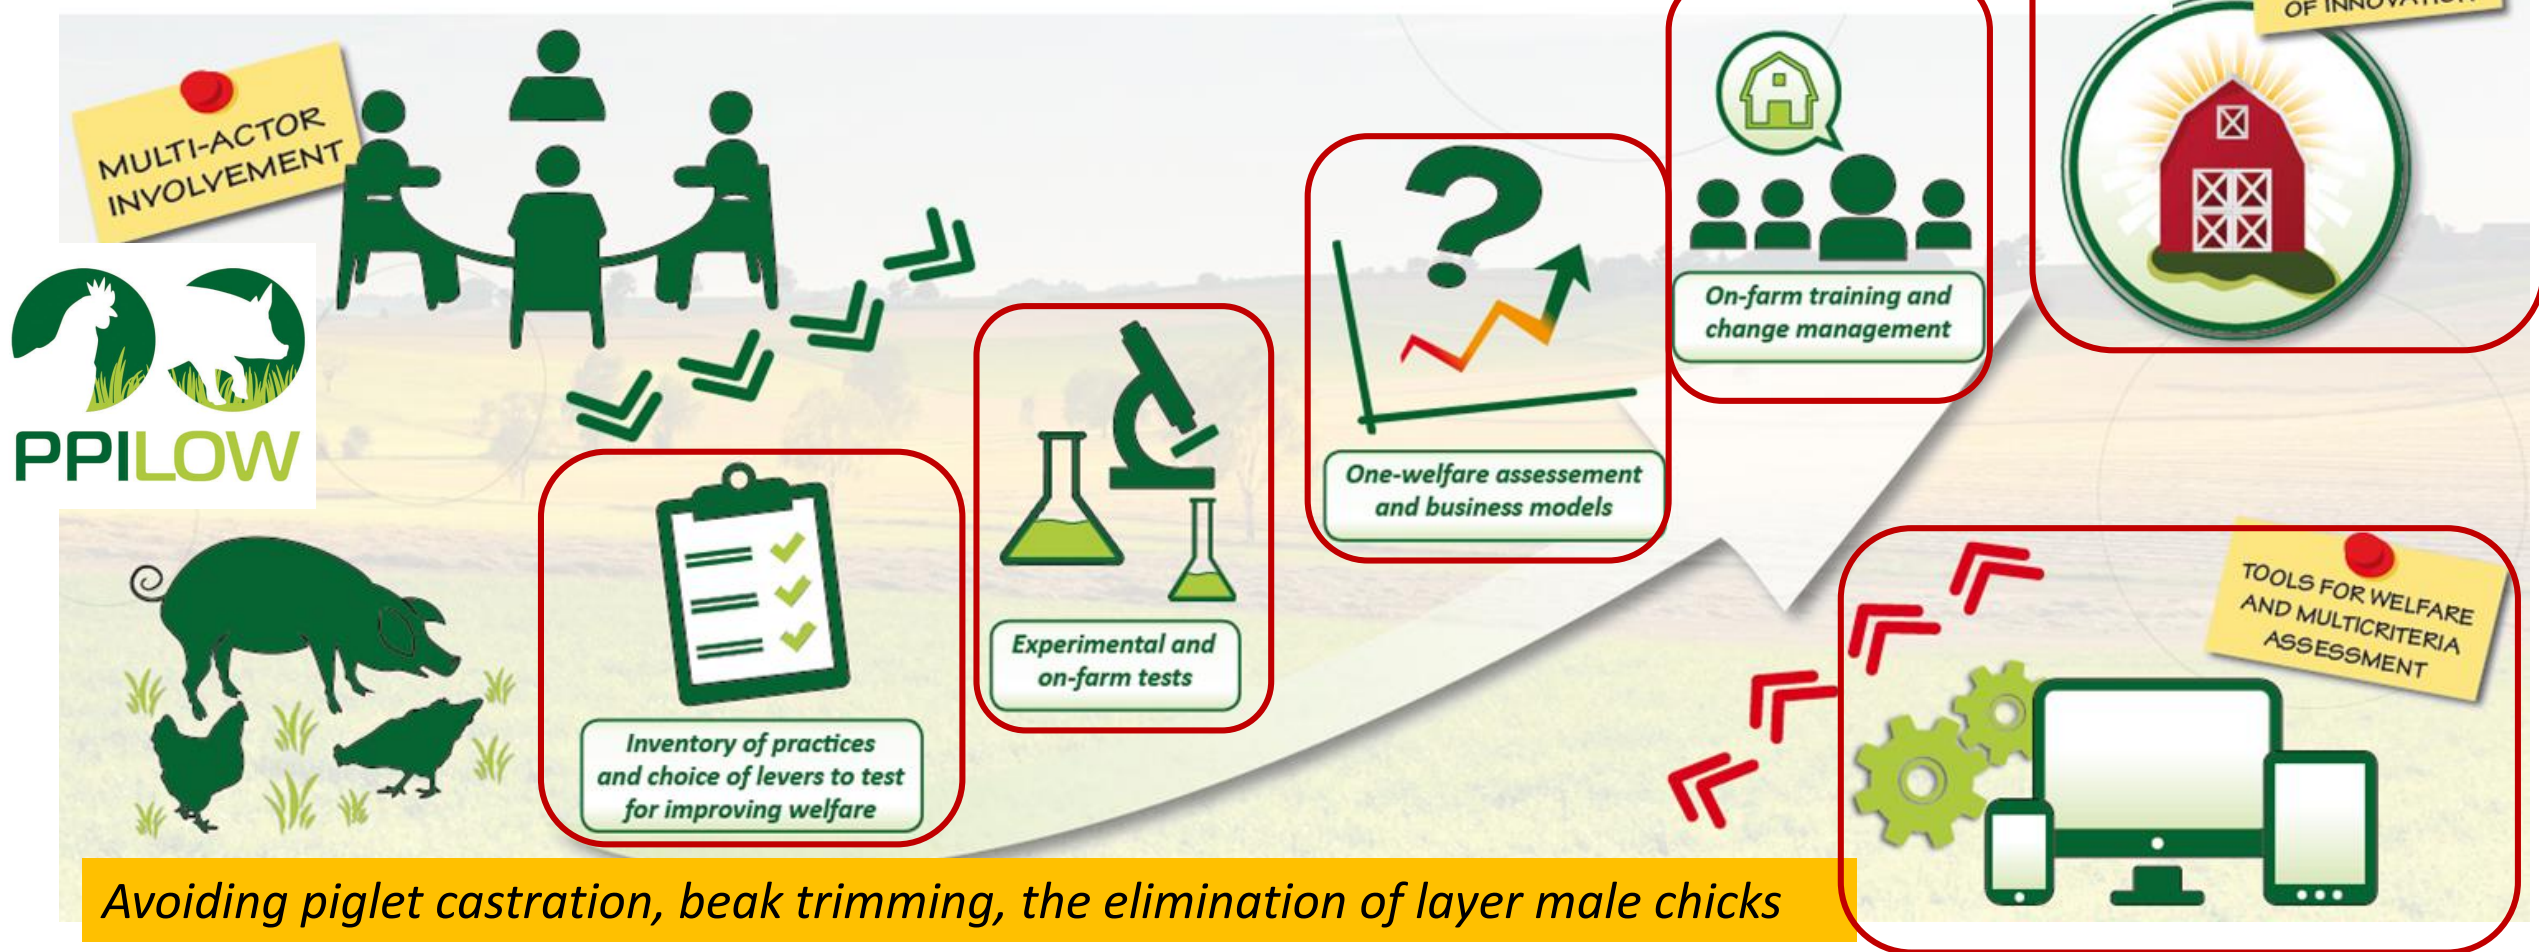 OF INNOVATION
MULTI-ACTOR
INVOLVEMENT
PPILOW
On-farm training and
change management
One-welfare assessement
and business models
Experimental and
on-farm tests
Inventory of practices
and choice of levers to test
for improving welfare
TOOLS FOR WELFARE
AND MULTICRITERIA
ASSESSMENT
Avoiding piglet castration, beak trimming, the elimination of layer male chicks